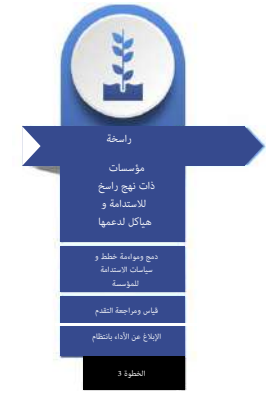 راسخة
مؤسسات
ذات نهج راسخ
للاستدامة و
هياكل لدعمها
دمج ومواءمة خطط و
سياسات الاستدامة
للمؤسسة
قياس ومراجعة التقدم
الإبلاغ عن الأداء بانتظام
الخطوة 3